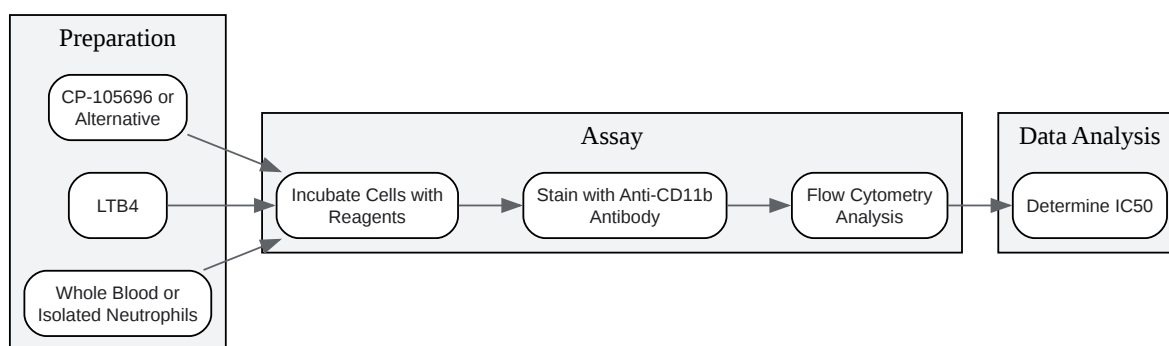 Preparation
CP-105696 or
Alternative
LTB4
Whole Blood or
Isolated Neutrophils
Assay
Incubate Cells with
Reagents
Stain with Anti-CD11b
Antibody
Flow Cytometry
Analysis
Data Analysis
Determine IC50